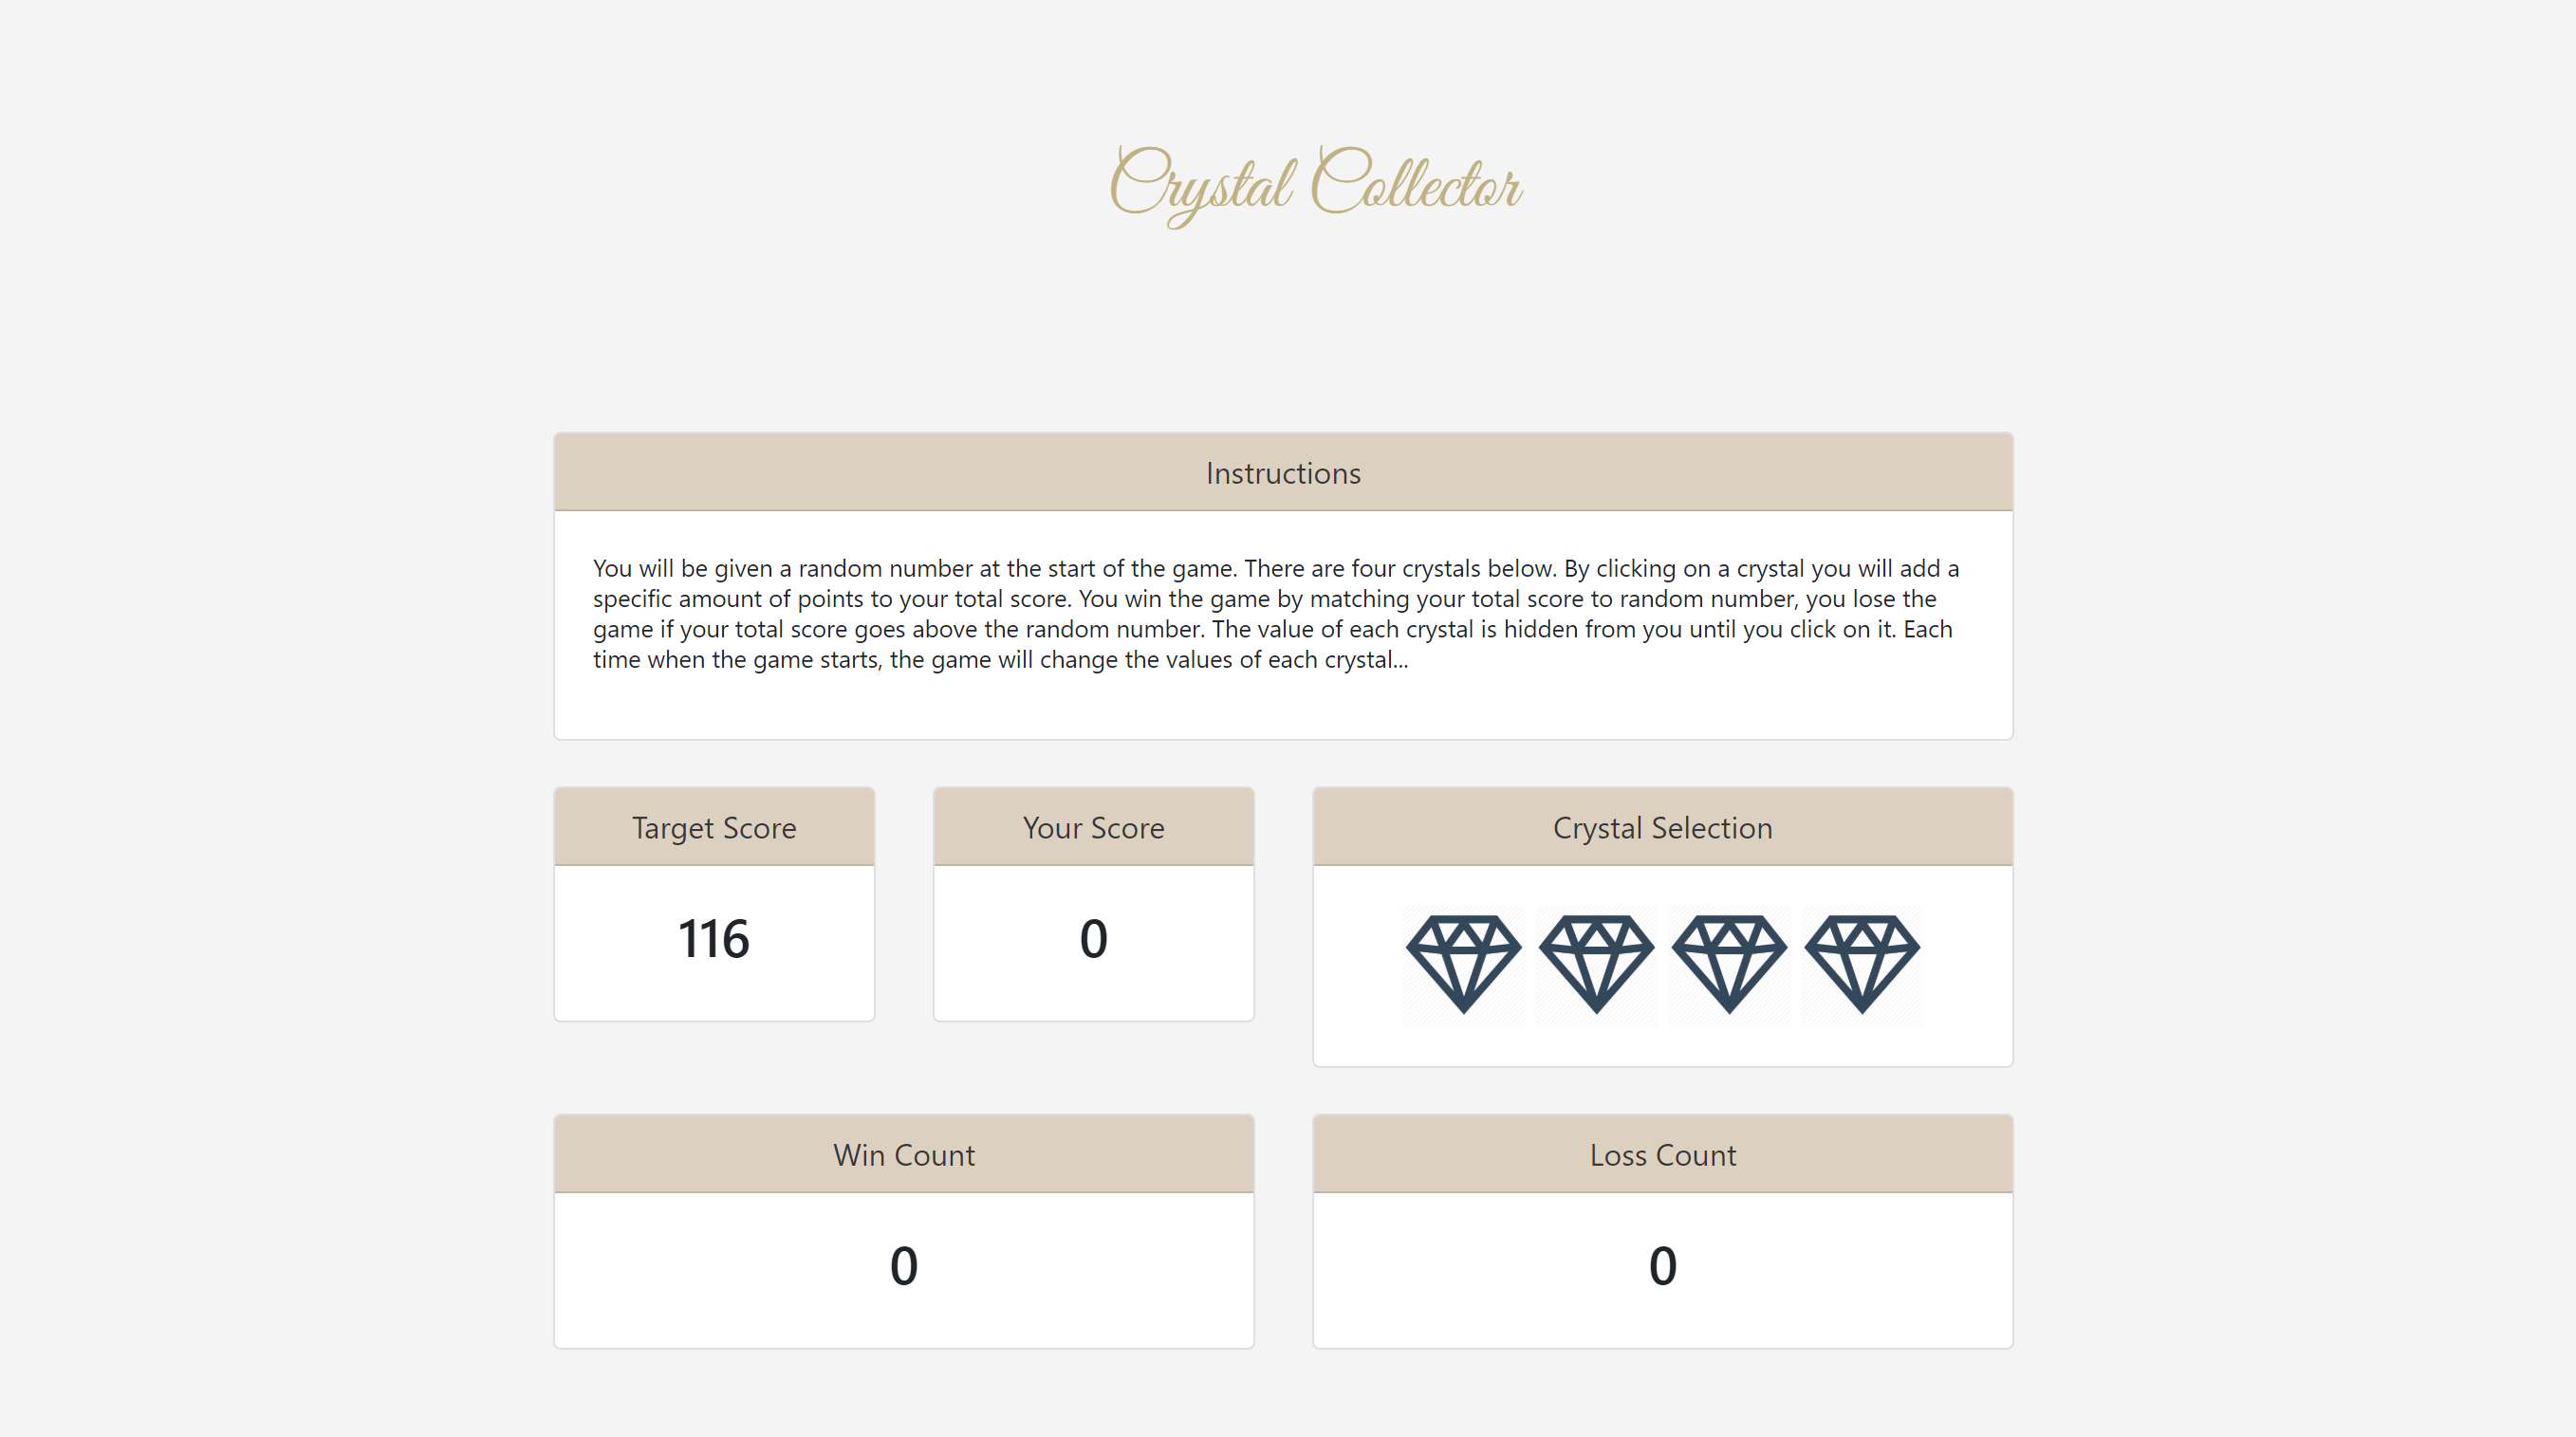 Crystal Collector
Instructions
You will be given a random number at the start of the game. There are four crystals below. By clicking on a crystal you will add a
specific amount of points to your total score. You win the game by matching your total score to random number, you lose the
game if your total score goes above the random number. The value of each crystal is hidden from you until you click on it. Each
time when the game starts, the game will change the values of each crystal...
Target Score
116
Your Score
0
Crystal Selection
Win Count
0
Loss Count
0